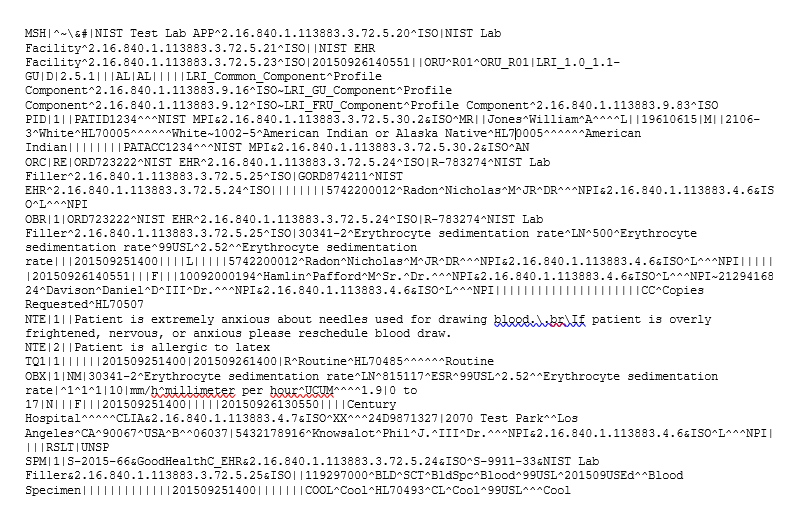 MSH|^~\&#|NIST Test Lab APP^2.16.840.1.113883.3.72.5.20^ISO|NIST Lab
Facility^2.16.840.1.113883.3.72.5.21^ISO||NIST EHR
Facility^2.16.840.1.113883.3.72.5.23^ISO|20150926140551||ORU^R01^ORU_R01|LRI_1.0_1.1-
GU|D|2.5.1|||AL|AL|||||LRI_Common_Component^Profile
Component^2.16.840.1.113883.9.16^ISO~LRI_GU_Component^Profile
Component^2.16.840.1.113883.9.12^ISO~LRI_FRU_Component^Profile Component^2.16.840.1.113883.9.83^ISO
PID|1||PATID1234^^^NIST MPI&2.16.840.1.113883.3.72.5.30.2&ISO^MR||Jones^William^A^^^^L||19610615|M||2106-
3^White^HL70005^^^^^^White~1002-5^American Indian or Alaska Native^HL70005^^^^^^American
Indian||||||||PATACC1234^^^NIST MPI&2.16.840.1.113883.3.72.5.30.2&ISO^AN
ORC|RE|ORD723222^NIST EHR^2.16.840.1.113883.3.72.5.24^ISO|R-783274^NIST Lab
Filler^2.16.840.1.113883.3.72.5.25^ISO|GORD874211^NIST
EHR^2.16.840.1.113883.3.72.5.24^ISO||||||||5742200012^Radon^Nicholas^M^JR^DR^^^NPI&2.16.840.1.113883.4.6&IS
O^L^^^NPI
OBR|1|ORD723222^NIST EHR^2.16.840.1.113883.3.72.5.24^ISO|R-783274^NIST Lab
Filler^2.16.840.1.113883.3.72.5.25^ISO|30341-2^Erythrocyte sedimentation rate^LN^500^Erythrocyte
sedimentation rate^99USL^2.52^^Erythrocyte sedimentation
rate|||201509251400||||L|||||5742200012^Radon^Nicholas^M^JR^DR^^^NPI&2.16.840.1.113883.4.6&ISO^L^^^NPI|||||
|20150926140551|||F|||10092000194^Hamlin^Pafford^M^Sr.^Dr.^^^NPI&2.16.840.1.113883.4.6&ISO^L^^^NPI~21294168
24^Davison^Daniel^D^III^Dr.^^^NPI&2.16.840.1.113883.4.6&ISO^L^^^NPI|||||||||||||||||||||CC^Copies
Requested^HL70507
NTE|1||Patient is extremely anxious about needles used for drawing blood.\.br\If patient is overly
frightened, nervous, or anxious please reschedule blood draw.
NTE|2||Patient is allergic to latex
TQ1|1||||||201509251400|201509261400|R^Routine^HL70485^^^^^^Routine
OBX|1|NM|30341-2^Erythrocyte sedimentation rate^LN^815117^ESR^99USL^2.52^^Erythrocyte sedimentation
rate|^1^1^1|10|mm/h^millimeter per hour^UCUM^^^^1.9|0 to
17|N|||F|||201509251400|||||20150926130550||||Century
Hospital^^^^^CLIA&2.16.840.1.113883.4.7&ISO^XX^^^24D9871327|2070 Test Park^^Los
Angeles^CA^90067^USA^B^^06037|5432178916^Knowsalot^Phil^J.^III^Dr.^^^NPI&2.16.840.1.113883.4.6&ISO^L^^^NPI|
|||RSLT|UNSP
SPM|1|S-2015-66&GoodHealthC_EHR&2.16.840.1.113883.3.72.5.24&ISO^S-9911-33&NIST Lab
Filler&2.16.840.1.113883.3.72.5.25&ISO||119297000^BLD^SCT^BldSpc^Blood^99USL^201509USEd^^Blood
Specimen|||||||||||||201509251400|||||||COOL^Cool^HL70493^CL^Cool^99USL^^^Cool